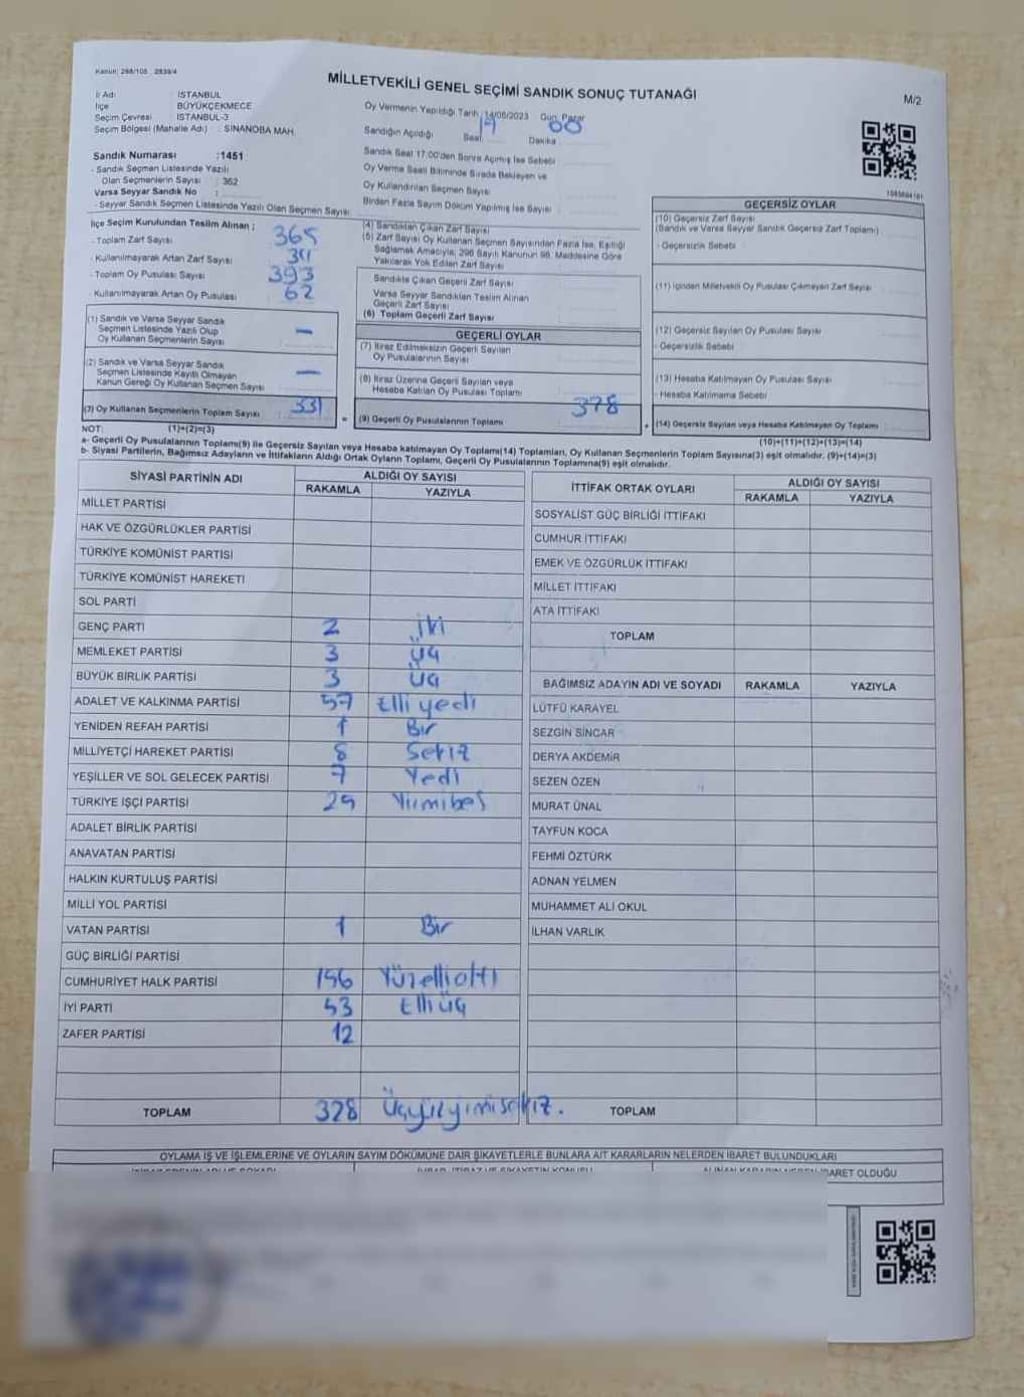 Kanun: 298/105 2839/4
MİLLETVEKİLİ GENEL SEÇİMİ SANDIK SONUÇ TUTANAĞI
M/2
İl Adı : İSTANBUL
İlçe BÜYÜKÇEKMECE
Seçim Çevresi : İSTANBUL-3
Seçim Bölgesi (Mahalle Adı) : SİNANOBA MAH.
Sandık Numarası :1451
- Sandık Seçmen Listesinde Yazılı
Olan Seçmenlerin Sayısı : 362
Varsa Seyyar Sandık No :
- Seyyar Sandık Seçmen Listesinde Yazılı Olan Seçmen Sayısı
Oy Vermenin Yapıldığı Tarih 14/05/2023 Gün Pazar
Sandığın Açıldığı Saat 17 Dakika 00
Sandık Saat 17:00'den Sonra Açılmış İse Sebebi
Oy Verme Saati Bitiminde Sırada Bekleyen ve
Oy Kullandırılan Seçmen Sayısı
Birden Fazla Sayım Döküm Yapılmış İse Sayısı
İlçe Seçim Kurulundan Teslim Alınan ;
- Toplam Zarf Sayısı 365
- Kullanılmayarak Artan Zarf Sayısı
- Toplam Oy Pusulası Sayısı 393
- Kullanılmayarak Artan Oy Pusulası 62
(1) Sandık ve Varsa Seyyar Sandık
Seçmen Listesinde Yazılı Olup
Oy Kullanan Seçmenlerin Sayısı —
(2) Sandık ve Varsa Seyyar Sandık
Seçmen Listesinde Kayıtlı Olmayan
Kanun Gereği Oy Kullanan Seçmen Sayısı —
(3) Oy Kullanan Seçmenlerin Toplam Sayısı 331
(4) Sandıktan Çıkan Zarf Sayısı
(5) Zarf Sayısı Oy Kullanan Seçmen Sayısından Fazla İse, Eşitliği
Sağlamak Amacıyla, 298 Sayılı Kanunun 98. Maddesine Göre
Yakılarak Yok Edilen Zarf Sayısı
Sandıkta Çıkan Geçerli Zarf Sayısı
Varsa Seyyar Sandıktan Teslim Alınan
Geçerli Zarf Sayısı
(6) Toplam Geçerli Zarf Sayısı
GEÇERLİ OYLAR
(7) İtiraz Edilmeksizin Geçerli Sayılan
Oy Pusulalarının Sayısı
(8) İtiraz Üzerine Geçerli Sayılan veya
Hesaba Katılan Oy Pusulası Toplamı
= (9) Geçerli Oy Pusulalarının Toplamı 378
GEÇERSİZ OYLAR
(10) Geçersiz Zarf Sayısı
(Sandık ve Varsa Seyyar Sandık Geçersiz Zarf Toplamı)
- Geçersizlik Sebebi
(11) İçinden Milletvekili Oy Pusulası Çıkmayan Zarf Sayısı
(12) Geçersiz Sayılan Oy Pusulası Sayısı
- Geçersizlik Sebebi
(13) Hesaba Katılmayan Oy Pusulası Sayısı
- Hesaba Katılmama Sebebi
+ (14) Geçersiz Sayılan veya Hesaba Katılmayan Oy Toplamı
NOT: (1)+(2)=(3) (10)+(11)+(12)+(13)=(14)
a- Geçerli Oy Pusulalarının Toplamı(9) ile Geçersiz Sayılan veya Hesaba katılmayan Oy Toplamı(14) Toplamları, Oy Kullanan Seçmenlerin Toplam Sayısına(3) eşit olmalıdır. (9)+(14)=(3)
b- Siyasi Partilerin, Bağımsız Adayların ve İttifakların Aldığı Ortak Oyların Toplamı, Geçerli Oy Pusulalarının Toplamına(9) eşit olmalıdır.
SİYASİ PARTİNİN ADI ALDIĞI OY SAYISI
RAKAMLA YAZIYLA
MİLLET PARTİSİ
HAK VE ÖZGÜRLÜKLER PARTİSİ
TÜRKİYE KOMÜNİST PARTİSİ
TÜRKİYE KOMÜNİST HAREKETİ
SOL PARTİ
GENÇ PARTİ 2 İki
MEMLEKET PARTİSİ 3 Üç
BÜYÜK BİRLİK PARTİSİ 3 Üç
ADALET VE KALKINMA PARTİSİ 57 Elli yedi
YENİDEN REFAH PARTİSİ 1 Bir
MİLLİYETÇİ HAREKET PARTİSİ 8 Sekiz
YEŞİLLER VE SOL GELECEK PARTİSİ 7 Yedi
TÜRKİYE İŞÇİ PARTİSİ 25 Yirmibeş
ADALET BİRLİK PARTİSİ
ANAVATAN PARTİSİ
HALKIN KURTULUŞ PARTİSİ
MİLLİ YOL PARTİSİ
VATAN PARTİSİ 1 Bir
GÜÇ BİRLİĞİ PARTİSİ
CUMHURİYET HALK PARTİSİ 156 Yüzellialtı
İYİ PARTİ 53 Elliüç
ZAFER PARTİSİ 12
TOPLAM 328 Üçyüzyirmisekiz.
İTTİFAK ORTAK OYLARI ALDIĞI OY SAYISI
RAKAMLA YAZIYLA
SOSYALİST GÜÇ BİRLİĞİ İTTİFAKI
CUMHUR İTTİFAKI
EMEK VE ÖZGÜRLÜK İTTİFAKI
MİLLET İTTİFAKI
ATA İTTİFAKI
TOPLAM
BAĞIMSIZ ADAYIN ADI VE SOYADI RAKAMLA YAZIYLA
LÜTFÜ KARAYEL
SEZGİN SİNCAR
DERYA AKDEMİR
SEZEN ÖZEN
MURAT ÜNAL
TAYFUN KOCA
FEHMİ ÖZTÜRK
ADNAN YELMEN
MUHAMMET ALİ OKUL
İLHAN VARLIK
TOPLAM
OYLAMA İŞ VE İŞLEMLERİNE VE OYLARIN SAYIM DÖKÜMÜNE DAİR ŞİKAYETLERLE BUNLARA AİT KARARLARIN NELERDEN İBARET BULUNDUKLARI
İBARET OLDUĞU